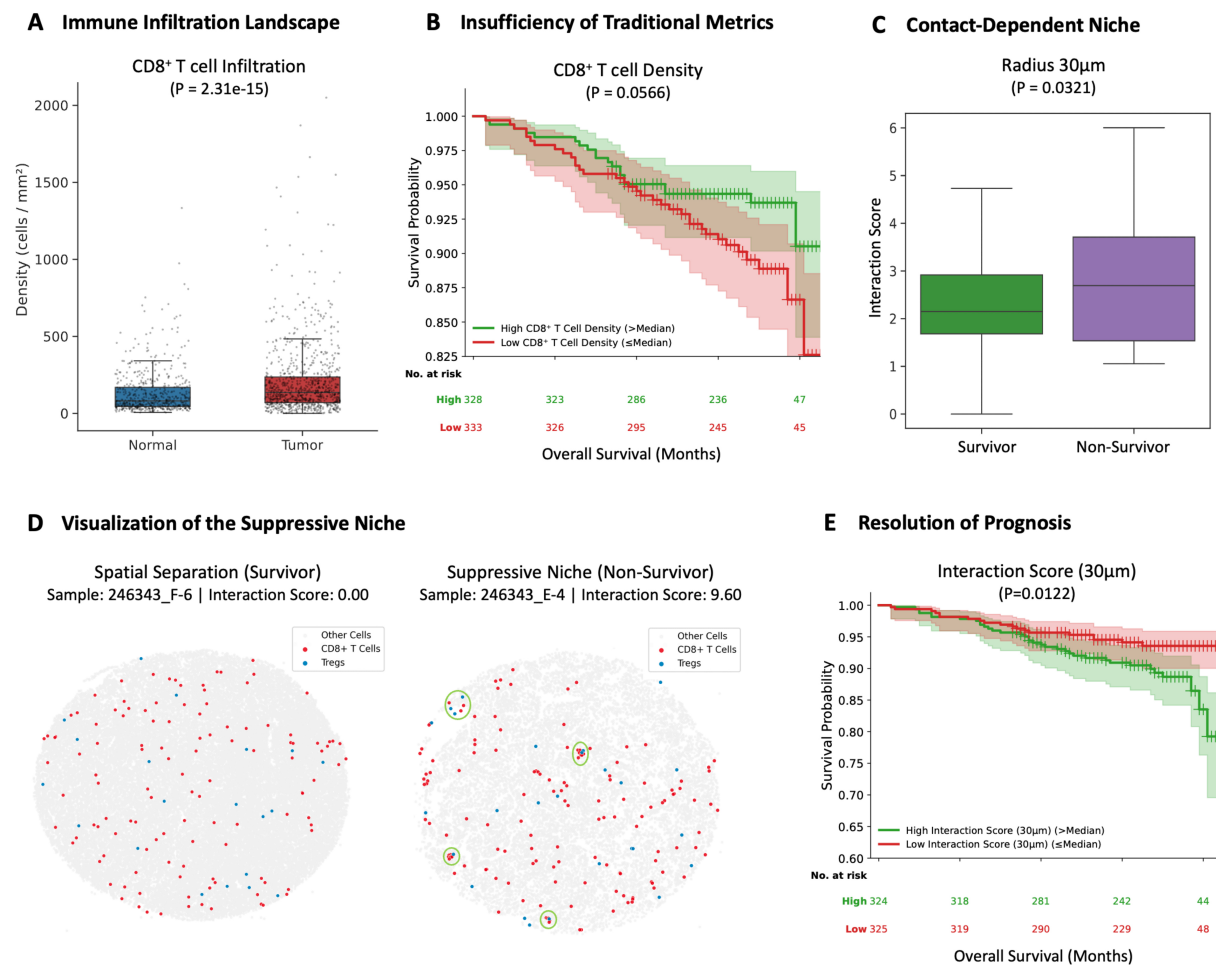 A Immune Infiltration Landscape
CD8⁺ T cell Infiltration
(P = 2.31e-15)
Density (cells / mm²)
2000
1500
1000
500
0
Normal Tumor
B Insufficiency of Traditional Metrics
CD8⁺ T cell Density
(P = 0.0566)
Survival Probability
1.000
0.975
0.950
0.925
0.900
0.875
0.850
0.825
High CD8⁺ T Cell Density (>Median)
Low CD8⁺ T Cell Density (≤Median)
No. at risk
High 328 323 286 236 47
Low 333 326 295 245 45
Overall Survival (Months)
C Contact-Dependent Niche
Radius 30μm
(P = 0.0321)
Interaction Score
6
5
4
3
2
1
0
Survivor Non-Survivor
D Visualization of the Suppressive Niche
Spatial Separation (Survivor)
Sample: 246343_F-6 | Interaction Score: 0.00
Other Cells
CD8+ T Cells
Tregs
Suppressive Niche (Non-Survivor)
Sample: 246343_E-4 | Interaction Score: 9.60
Other Cells
CD8+ T Cells
Tregs
E Resolution of Prognosis
Interaction Score (30μm)
(P=0.0122)
Survival Probability
1.00
0.95
0.90
0.85
0.80
0.75
0.70
0.65
0.60
High Interaction Score (30μm) (>Median)
Low Interaction Score (30μm) (≤Median)
No. at risk
High 324 318 281 242 44
Low 325 319 290 229 48
Overall Survival (Months)